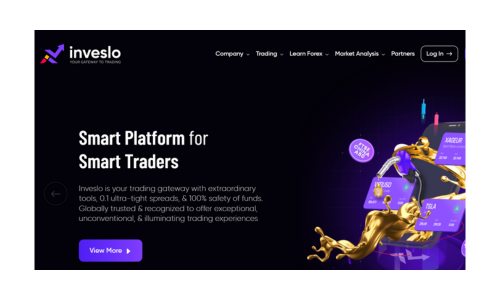 inveslo
YOUR GATEWAY TO TRADING
Company Trading Learn Forex Market Analysis Partners Log In
Smart Platform for
Smart Traders
Inveslo is your trading gateway with extraordinary
tools, 0.1 ultra-tight spreads, & 100% safety of funds.
Globally trusted & recognized to offer exceptional,
unconventional, & illuminating trading experiences
View More
XAGEUR
TSLA